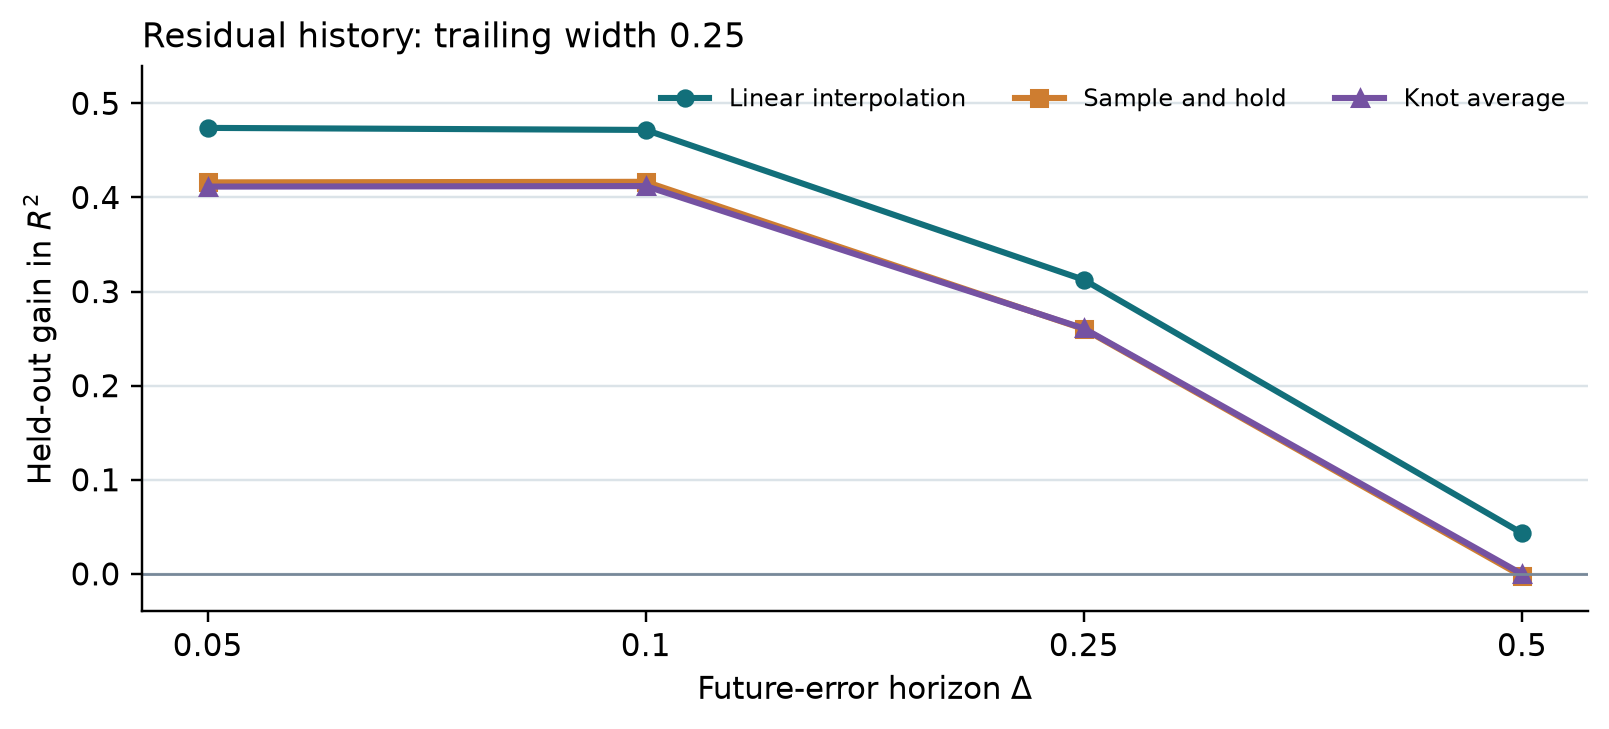 Residual history: trailing width 0.25
Linear interpolation
Sample and hold
Knot average
Held-out gain in R²
0.5
0.4
0.3
0.2
0.1
0.0
0.05
0.1
0.25
0.5
Future-error horizon Δ